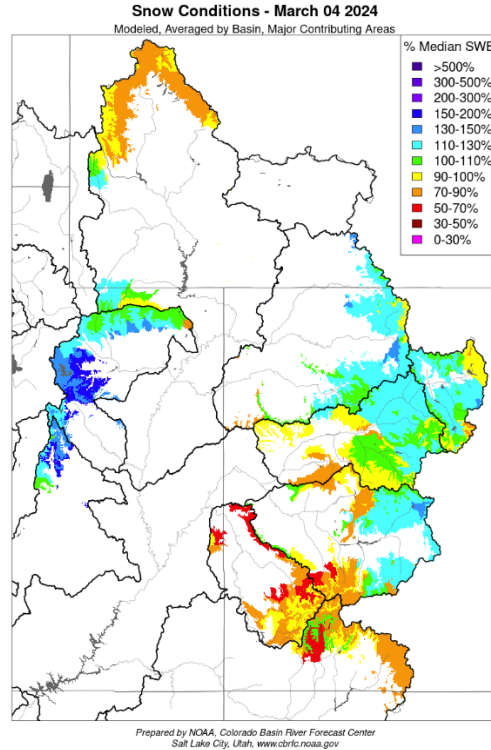 Snow Conditions - March 04 2024
Modeled, Averaged by Basin, Major Contributing Areas
% Median SWE
>500%
300-500%
200-300%
150-200%
130-150%
110-130%
100-110%
90-100%
70-90%
50-70%
30-50%
0-30%
Prepared by NOAA, Colorado Basin River Forecast Center
Salt Lake City, Utah, www.cbrfc.noaa.gov